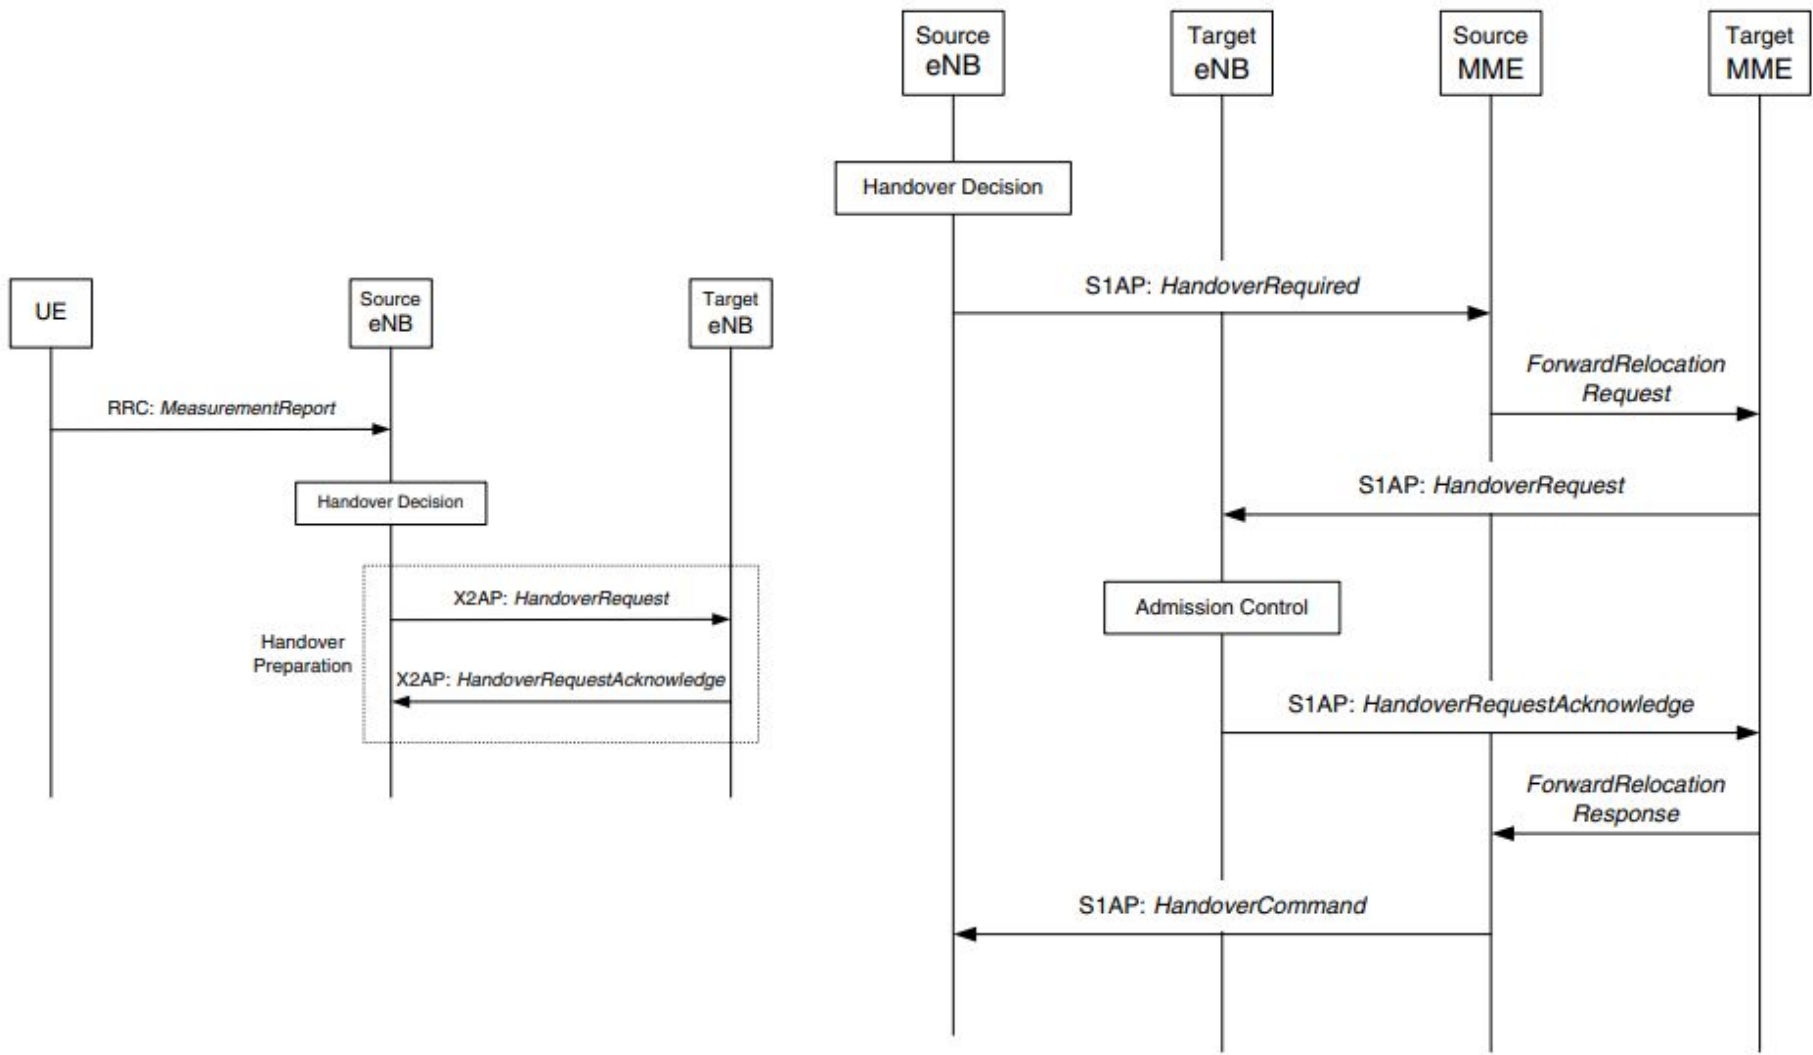 UE
Source
eNB
Target
eNB
RRC: MeasurementReport
Handover Decision
X2AP: HandoverRequest
Handover
Preparation
X2AP: HandoverRequestAcknowledge
Source
eNB
Target
eNB
Source
MME
Target
MME
Handover Decision
S1AP: HandoverRequired
ForwardRelocation
Request
S1AP: HandoverRequest
Admission Control
S1AP: HandoverRequestAcknowledge
ForwardRelocation
Response
S1AP: HandoverCommand